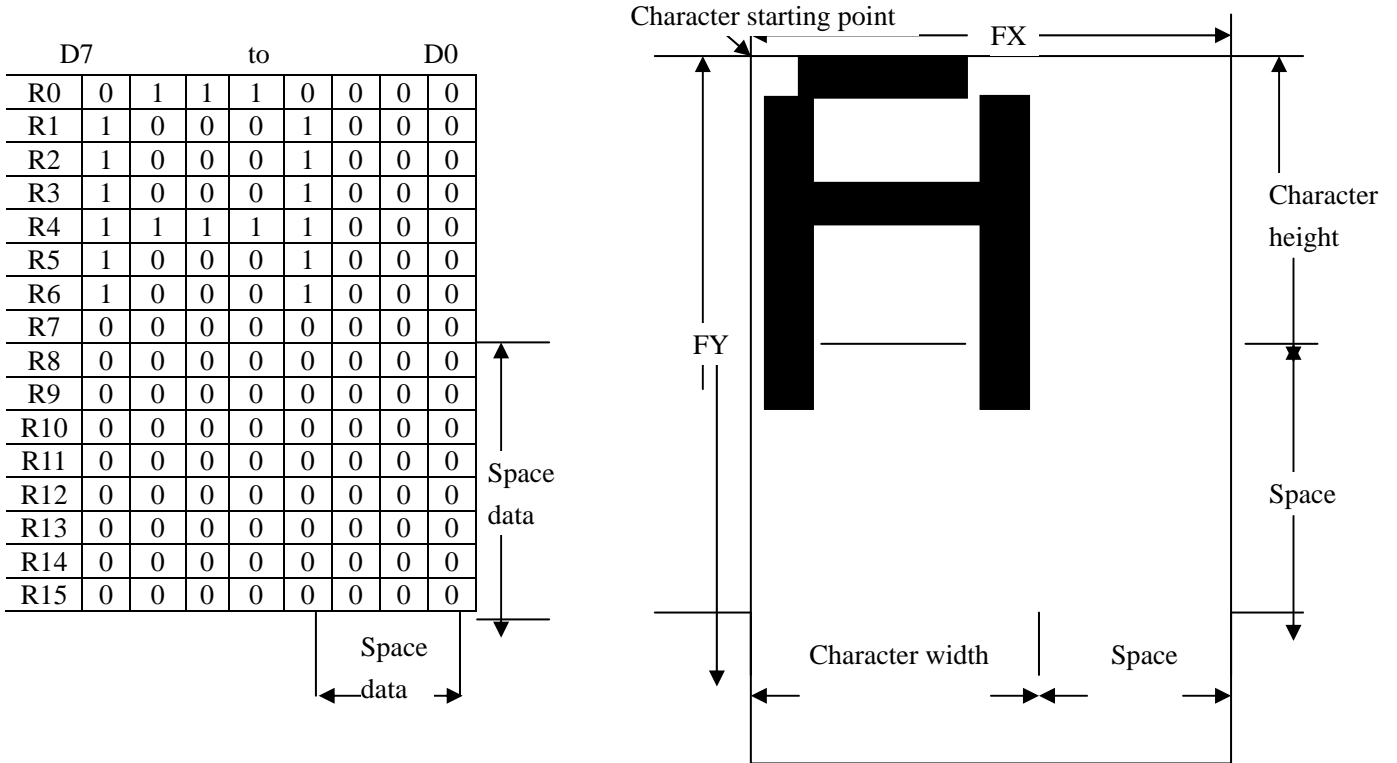 D7 to D0
R0 0 1 1 1 0 0 0 0
R1 1 0 0 0 1 0 0 0
R2 1 0 0 0 1 0 0 0
R3 1 0 0 0 1 0 0 0
R4 1 1 1 1 1 0 0 0
R5 1 0 0 0 1 0 0 0
R6 1 0 0 0 1 0 0 0
R7 0 0 0 0 0 0 0 0
R8 0 0 0 0 0 0 0 0
R9 0 0 0 0 0 0 0 0
R10 0 0 0 0 0 0 0 0
R11 0 0 0 0 0 0 0 0
R12 0 0 0 0 0 0 0 0
R13 0 0 0 0 0 0 0 0
R14 0 0 0 0 0 0 0 0
R15 0 0 0 0 0 0 0 0
Space
data
Space
data
Character starting point
FX
FY
Character
height
Space
Character width
Space